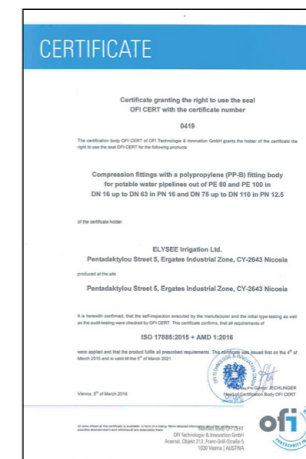 CERTIFICATE
Certificate granting the right to use the seal
OFI CERT with the certificate number
0419
The certification body OFI CERT of OFI Technologie & Innovation GmbH grants the holder of the certificate the
right to use the seal OFI CERT for the following products:
Compression fittings with a polypropylene (PP-B) fitting body
for potable water pipelines out of PE 80 and PE 100 in
DN 16 up to DN 63 in PN 16 and DN 75 up to DN 110 in PN 12.5
of the certificate holder
ELYSEE Irrigation Ltd.
Pentadaktylou Street 5, Ergates Industrial Zone, CY-2643 Nicosia
produced at the site
Pentadaktylou Street 5, Ergates Industrial Zone, CY-2643 Nicosia
It is herewith confirmed, that the self-inspection executed by the manufacturer and the initial type-testing as well
as the audit-testing were checked by OFI CERT. This certificate confirms, that all requirements of
ISO 17885:2015 + AMD 1:2016
were applied and that the product fulfils all prescribed requirements. This certificate was issued first on the 4th of
March 2015 and is valid till the 5th of March 2021.
JECHLINGER
Vienna, 5th of March 2018
Head of Certification Body OFI CERT
OFI Technologie & Innovation GmbH
Arsenal, Objekt 213, Franz-Grill-Straße 5
1030 Vienna | AUSTRIA
ofi